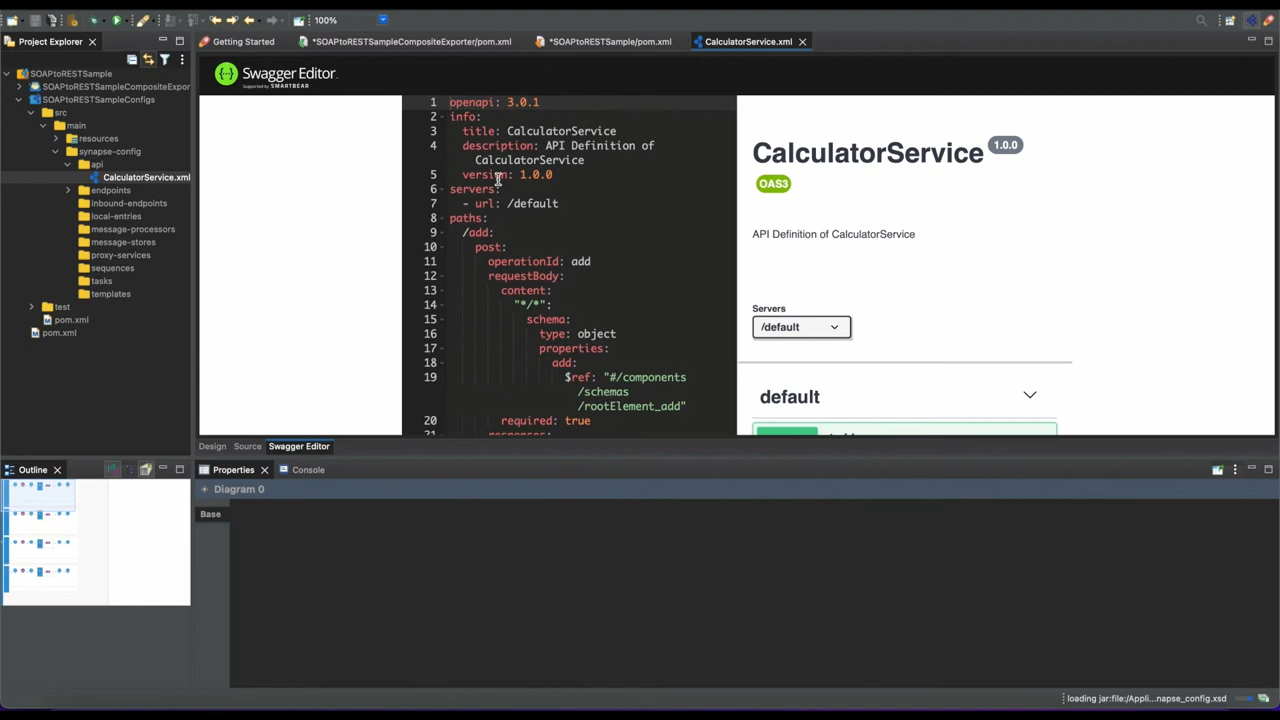 100%
Project Explorer
Getting Started
*SOAPtoRESTSampleCompositeExporter/pom.xml
*SOAPtoRESTSample/pom.xml
CalculatorService.xml
SOAPtoRESTSample
SOAPtoRESTSampleCompositeExpor
SOAPtoRESTSampleConfigs
src
main
resources
synapse-config
api
CalculatorService.xml
endpoints
inbound-endpoints
local-entries
message-processors
message-stores
proxy-services
sequences
tasks
templates
test
pom.xml
pom.xml
Swagger Editor
Supported by SMARTBEAR
1 openapi: 3.0.1
2 info:
3 title: CalculatorService
4 description: API Definition of
CalculatorService
5 version: 1.0.0
6 servers:
7 - url: /default
8 paths:
9 /add:
10 post:
11 operationId: add
12 requestBody:
13 content:
14 "*/*":
15 schema:
16 type: object
17 properties:
18 add:
19 $ref: "#/components
/schemas
/rootElement_add"
20 required: true
21 responses:
CalculatorService 1.0.0
OAS3
API Definition of CalculatorService
Servers
/default
default
Design
Source
Swagger Editor
Outline
Properties
Console
Diagram 0
Base
loading jar:file:/Appli...napse_config.xsd